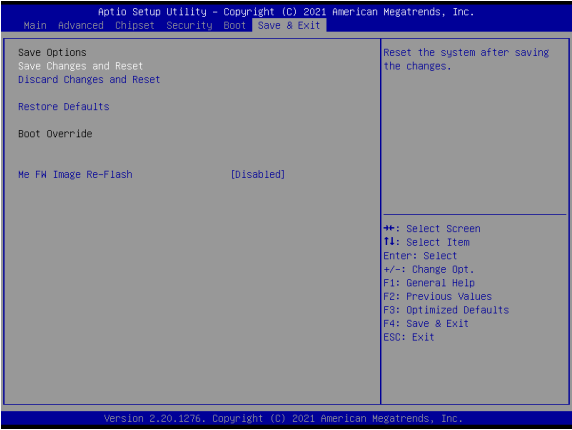 Aptio Setup Utility – Copyright (C) 2021 American Megatrends, Inc.
Main Advanced Chipset Security Boot Save & Exit
Save Options
Save Changes and Reset
Discard Changes and Reset
Restore Defaults
Boot Override
Me FW Image Re-Flash [Disabled]
Reset the system after saving
the changes.
→←: Select Screen
↑↓: Select Item
Enter: Select
+/-: Change Opt.
F1: General Help
F2: Previous Values
F3: Optimized Defaults
F4: Save & Exit
ESC: Exit
Version 2.20.1276. Copyright (C) 2021 American Megatrends, Inc.